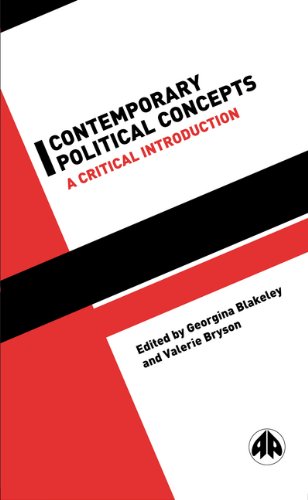 CONTEMPORARY
POLITICAL CONCEPTS
A CRITICAL INTRODUCTION
Edited by Georgina Blakeley
and Valerie Bryson